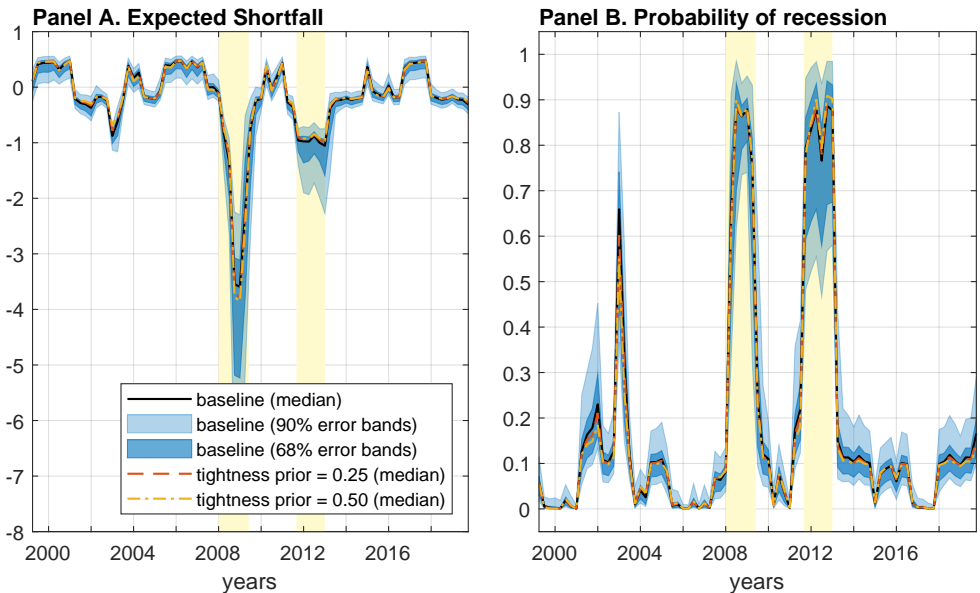 Panel A. Expected Shortfall
1
0
-1
-2
-3
-4
-5
-6
-7
-8
baseline (median)
baseline (90% error bands)
baseline (68% error bands)
tightness prior = 0.25 (median)
tightness prior = 0.50 (median)
2000 2004 2008 2012 2016
years
Panel B. Probability of recession
1
0.9
0.8
0.7
0.6
0.5
0.4
0.3
0.2
0.1
0
2000 2004 2008 2012 2016
years